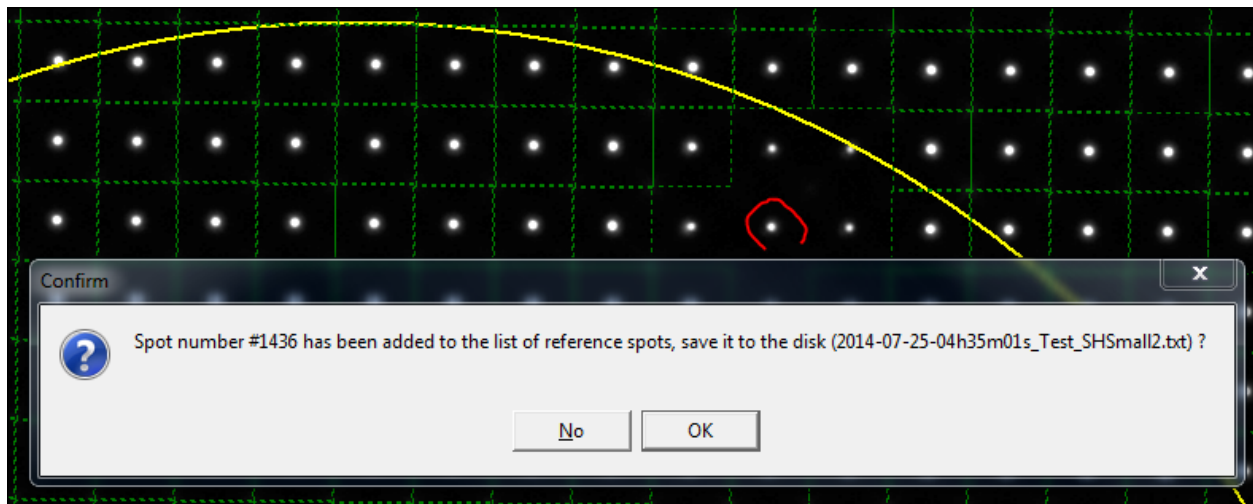 Confirm
X
Spot number #1436 has been added to the list of reference spots, save it to the disk (2014-07-25-04h35m01s_Test_SHSmall2.txt) ?
No
OK